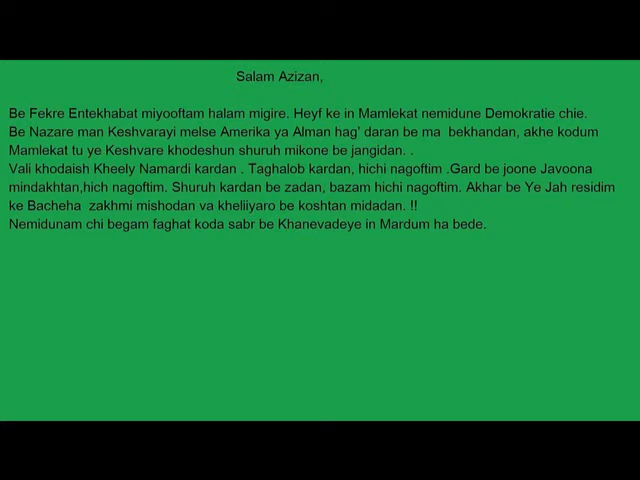 Salam Azizan,
Be Fekre Entekhabat miyooftam halam migire. Heyf ke in Mamlekat nemidune Demokratie chie.
Be Nazare man Keshvarayi melse Amerika ya Alman hag' daran be ma  bekhandan, akhe kodum
Mamlekat tu ye Keshvare khodeshun shuruh mikone be jangidan. .
Vali khodaish Kheely Namardi kardan . Taghalob kardan, hichi nagoftim .Gard be joone Javoona
mindakhtan,hich nagoftim. Shuruh kardan be zadan, bazam hichi nagoftim. Akhar be Ye Jah residim
ke Bacheha  zakhmi mishodan va kheliiyaro be koshtan midadan. !!
Nemidunam chi begam faghat koda sabr be Khanevadeye in Mardum ha bede.